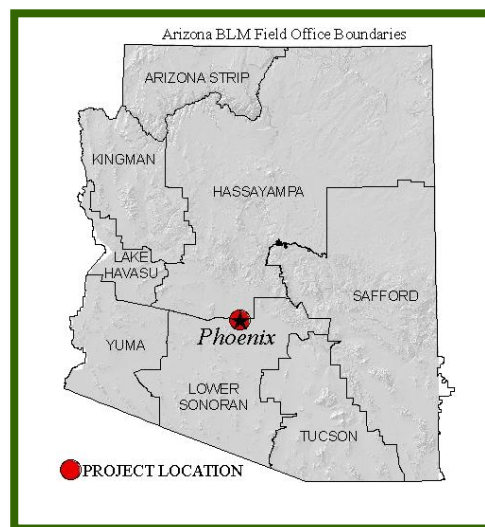 Arizona BLM Field Office Boundaries
ARIZONA STRIP
KINGMAN
HASSAYAMPA
LAKE
HAVASU
SAFFORD
YUMA
Phoenix
LOWER
SONORAN
TUCSON
PROJECT LOCATION